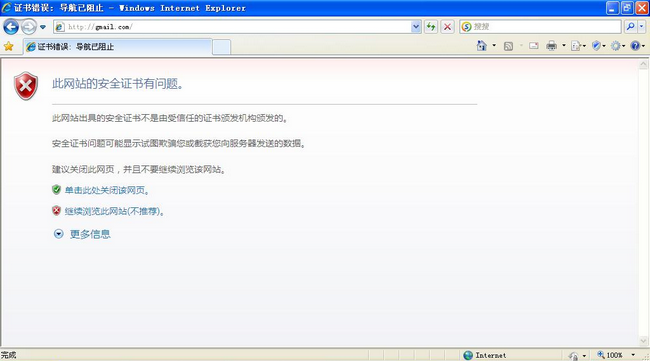 证书错误: 导航已阻止 - Windows Internet Explorer
http://gmail.com/
搜搜
证书错误: 导航已阻止
此网站的安全证书有问题。
此网站出具的安全证书不是由受信任的证书颁发机构颁发的。
安全证书问题可能显示试图欺骗您或截获您向服务器发送的数据。
建议关闭此网页，并且不要继续浏览该网站。
单击此处关闭该网页。
继续浏览此网站(不推荐)。
更多信息
完成
Internet
100%